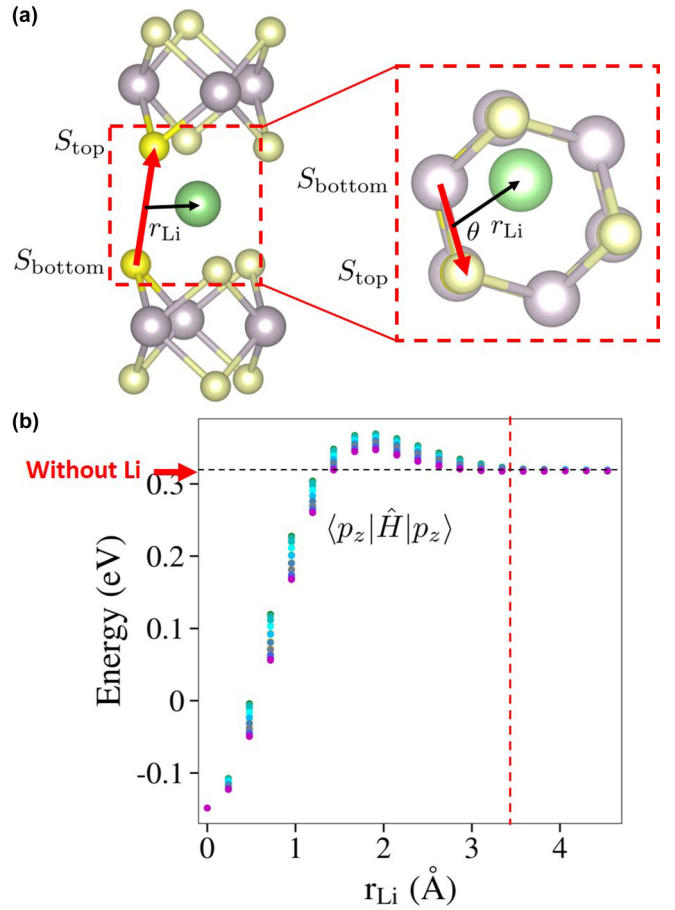 (a)
S_top
S_bottom
r_Li
S_bottom
S_top
θ
r_Li
(b)
Without Li
⟨p_z|Ĥ|p_z⟩
Energy (eV)
0.3
0.2
0.1
0
-0.1
0 1 2 3 4
r_Li (Å)